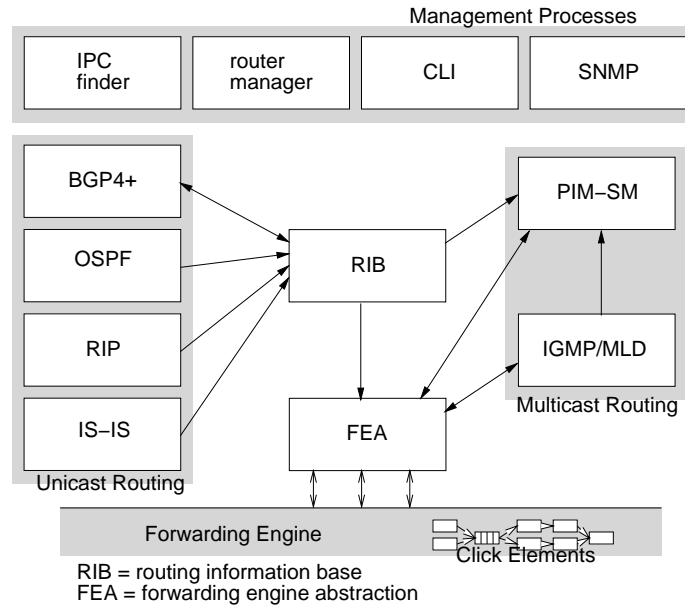 Management Processes
IPC
finder
router
manager
CLI
SNMP
BGP4+
OSPF
RIP
IS−IS
Unicast Routing
RIB
FEA
PIM−SM
IGMP/MLD
Multicast Routing
Forwarding Engine
Click Elements
RIB = routing information base
FEA = forwarding engine abstraction